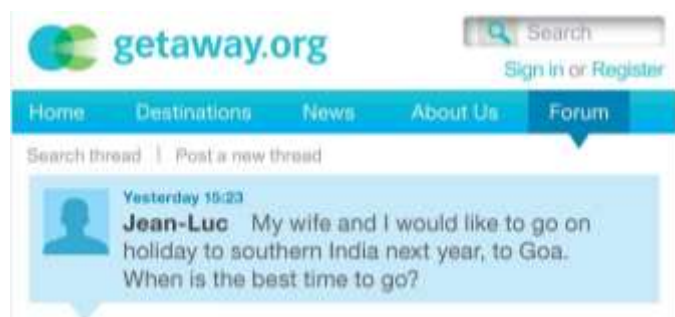 getaway.org
Search
Sign in or Register
Home Destinations News About Us Forum
Search thread | Post a new thread
Yesterday 15:23
Jean-Luc My wife and I would like to go on
holiday to southern India next year, to Goa.
When is the best time to go?